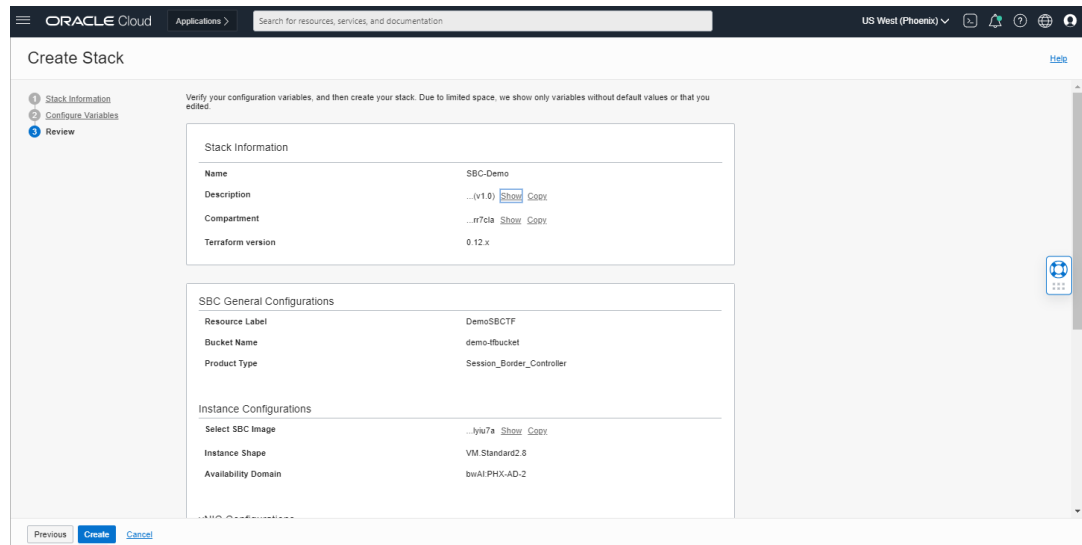 ORACLE Cloud Applications > Search for resources, services, and documentation US West (Phoenix)
Create Stack
Help
1 Stack Information
2 Configure Variables
3 Review
Verify your configuration variables, and then create your stack. Due to limited space, we show only variables without default values or that you
edited.
Stack Information
Name SBC-Demo
Description ...(v1.0) Show Copy
Compartment ...rr7cla Show Copy
Terraform version 0.12.x
SBC General Configurations
Resource Label DemoSBCTF
Bucket Name demo-tfbucket
Product Type Session_Border_Controller
Instance Configurations
Select SBC Image ...lyiu7a Show Copy
Instance Shape VM.Standard2.8
Availability Domain bwAI:PHX-AD-2
Previous Create Cancel